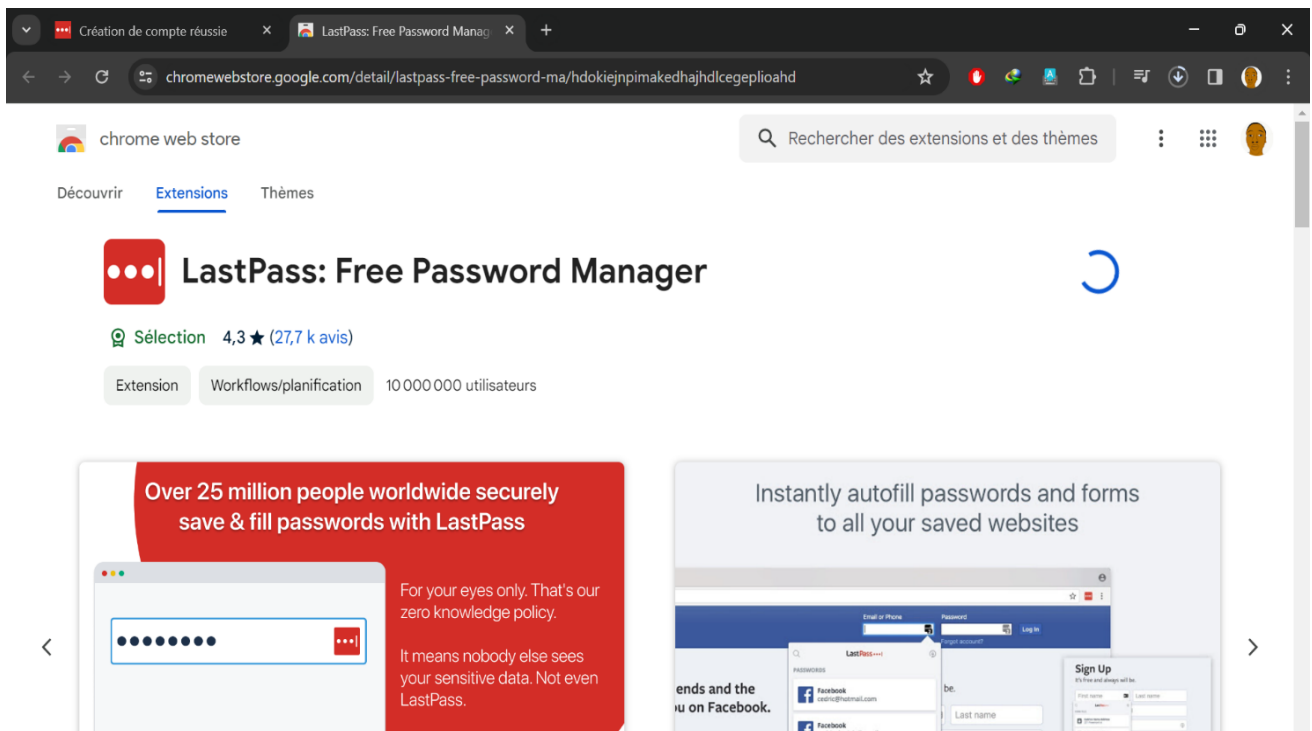 Création de compte réussie
LastPass: Free Password Manag
chromewebstore.google.com/detail/lastpass-free-password-ma/hdokiejnpimakedhajhdlcegeplioahd
chrome web store
Rechercher des extensions et des thèmes
Découvrir
Extensions
Thèmes
LastPass: Free Password Manager
Sélection
4,3 ★ (27,7 k avis)
Extension
Workflows/planification
10 000 000 utilisateurs
Over 25 million people worldwide securely
save & fill passwords with LastPass
For your eyes only. That's our
zero knowledge policy.
It means nobody else sees
your sensitive data. Not even
LastPass.
Instantly autofill passwords and forms
to all your saved websites
Email or Phone
Password
Log In
Forgot account?
LastPass
PASSWORDS
Facebook
cedric@hotmail.com
Facebook
ends and the
u on Facebook.
be.
Last name
Sign Up
It's free and always will be.
First name
Last name